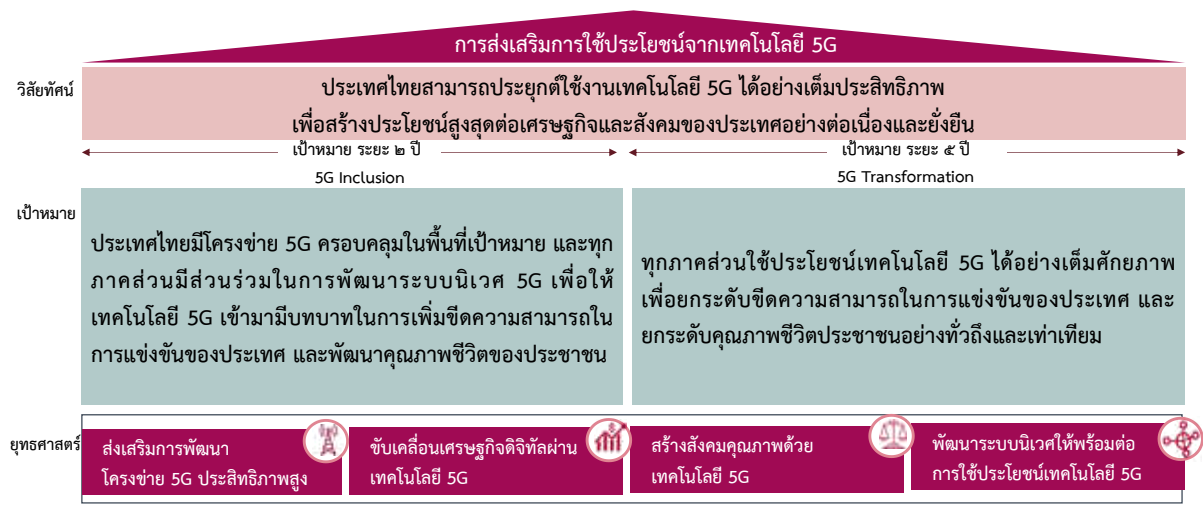 การส่งเสริมการใช้ประโยชน์จากเทคโนโลยี 5G
วิสัยทัศน์
ประเทศไทยสามารถประยุกต์ใช้งานเทคโนโลยี 5G ได้อย่างเต็มประสิทธิภาพ
เพื่อสร้างประโยชน์สูงสุดต่อเศรษฐกิจและสังคมของประเทศอย่างต่อเนื่องและยั่งยืน
เป้าหมาย ระยะ ๒ ปี
5G Inclusion
เป้าหมาย ระยะ ๕ ปี
5G Transformation
เป้าหมาย
ประเทศไทยมีโครงข่าย 5G ครอบคลุมในพื้นที่เป้าหมาย และทุก
ภาคส่วนมีส่วนร่วมในการพัฒนาระบบนิเวศ 5G เพื่อให้
เทคโนโลยี 5G เข้ามามีบทบาทในการเพิ่มขีดความสามารถใน
การแข่งขันของประเทศ และพัฒนาคุณภาพชีวิตของประชาชน
ทุกภาคส่วนใช้ประโยชน์เทคโนโลยี 5G ได้อย่างเต็มศักยภาพ
เพื่อยกระดับขีดความสามารถในการแข่งขันของประเทศ และ
ยกระดับคุณภาพชีวิตประชาชนอย่างทั่วถึงและเท่าเทียม
ยุทธศาสตร์
ส่งเสริมการพัฒนา
โครงข่าย 5G ประสิทธิภาพสูง
ขับเคลื่อนเศรษฐกิจดิจิทัลผ่าน
เทคโนโลยี 5G
สร้างสังคมคุณภาพด้วย
เทคโนโลยี 5G
พัฒนาระบบนิเวศให้พร้อมต่อ
การใช้ประโยชน์เทคโนโลยี 5G